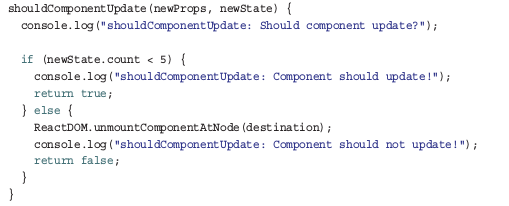 shouldComponentUpdate(newProps, newState) {
  console.log("shouldComponentUpdate: Should component update?");

  if (newState.count < 5) {
    console.log("shouldComponentUpdate: Component should update!");
    return true;
  } else {
    ReactDOM.unmountComponentAtNode(destination);
    console.log("shouldComponentUpdate: Component should not update!");
    return false;
  }
}